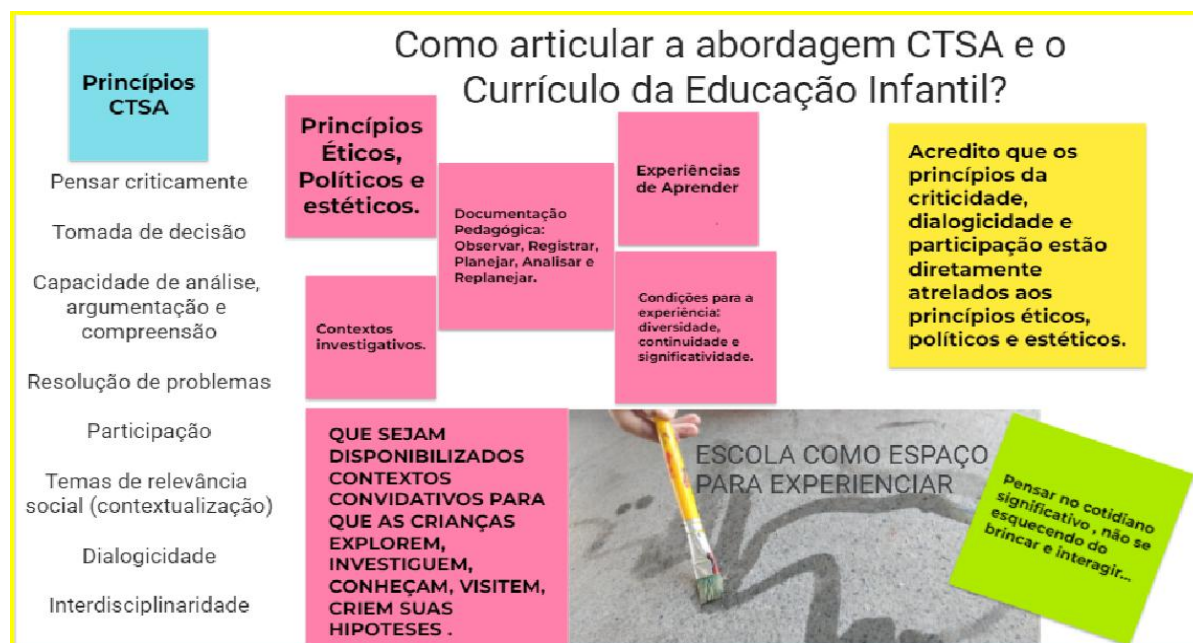 Como articular a abordagem CTSA e o
Currículo da Educação Infantil?
Princípios
CTSA
Pensar criticamente
Tomada de decisão
Capacidade de análise,
argumentação e
compreensão
Resolução de problemas
Participação
Temas de relevância
social (contextualização)
Dialogicidade
Interdisciplinaridade
Princípios
Éticos,
Políticos e
estéticos.
Documentação
Pedagógica:
Observar, Registrar,
Planejar, Analisar e
Replanejar.
Experiências
de Aprender
.
Contextos
investigativos.
Condições para a
experiência:
diversidade,
continuidade e
significatividade.
Acredito que os
princípios da
criticidade,
dialogicidade e
participação estão
diretamente
atrelados aos
princípios éticos,
políticos e estéticos.
QUE SEJAM
DISPONIBILIZADOS
CONTEXTOS
CONVIDATIVOS PARA
QUE AS CRIANÇAS
EXPLOREM,
INVESTIGUEM,
CONHEÇAM, VISITEM,
CRIEM SUAS
HIPOTESES .
ESCOLA COMO ESPAÇO
PARA EXPERIENCIAR
Pensar no cotidiano
significativo , não se
esquecendo do
brincar e interagir...